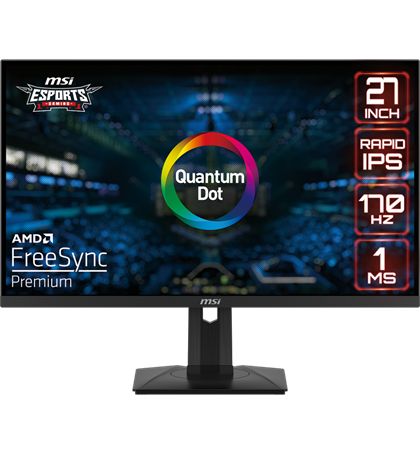 msi
ESPORTS
GAMING
27
INCH
RAPID
IPS
170
HZ
1
MS
Quantum
Dot
AMD
FreeSync
Premium
msi